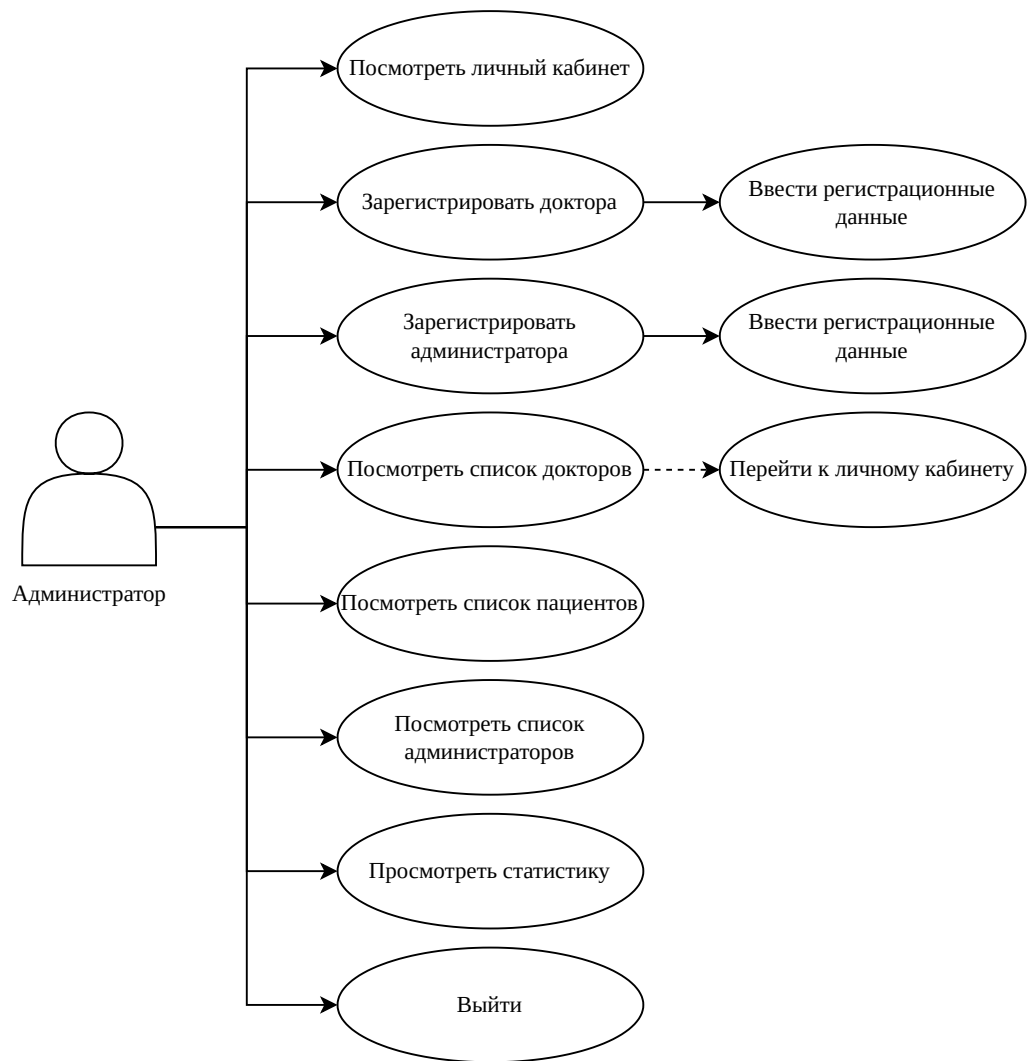 Посмотреть личный кабинет
Зарегистрировать доктора
Ввести регистрационные
данные
Зарегистрировать
администратора
Ввести регистрационные
данные
Посмотреть список докторов
Перейти к личному кабинету
Администратор
Посмотреть список пациентов
Посмотреть список
администраторов
Просмотреть статистику
Выйти